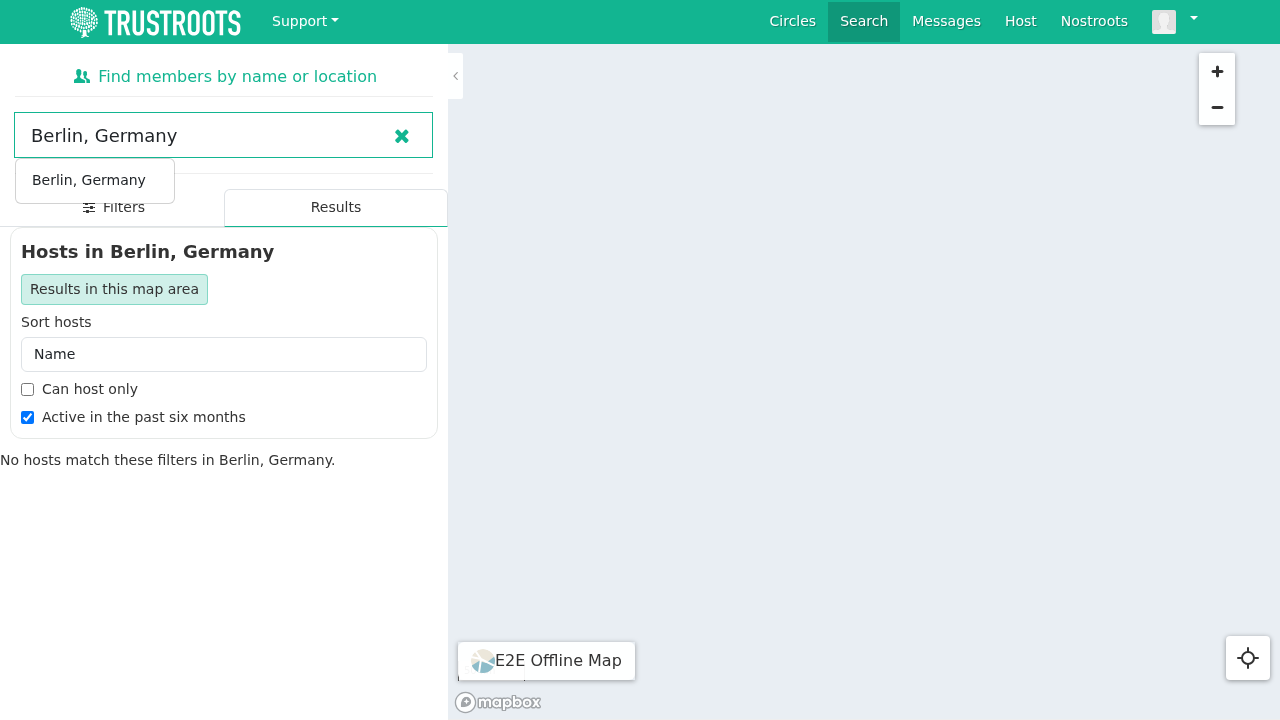 TRUSTROOTS
Support
Circles
Search
Messages
Host
Nostroots
Find members by name or location
Berlin, Germany
Berlin, Germany
Filters
Results
Hosts in Berlin, Germany
Results in this map area
Sort hosts
Name
Can host only
Active in the past six months
No hosts match these filters in Berlin, Germany.
E2E Offline Map
mapbox